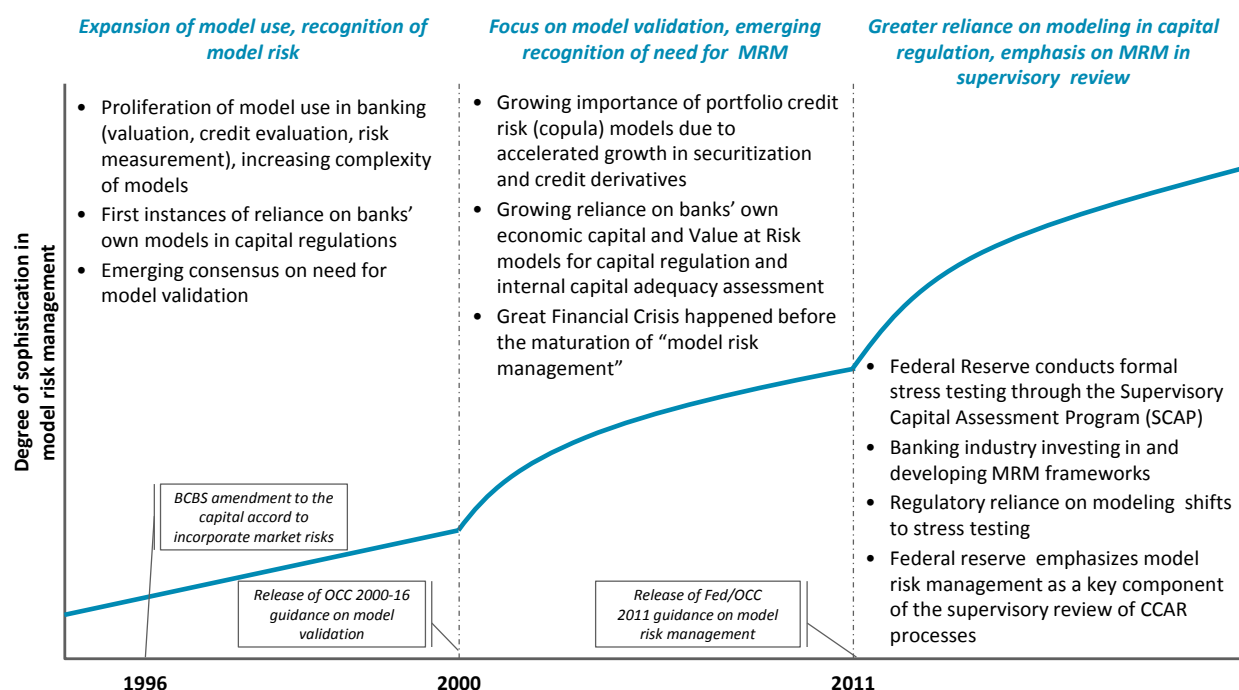 Expansion of model use, recognition of
model risk
Focus on model validation, emerging
recognition of need for MRM
Greater reliance on modeling in capital
regulation, emphasis on MRM in
supervisory review
Degree of sophistication in
model risk management
• Proliferation of model use in banking
(valuation, credit evaluation, risk
measurement), increasing complexity
of models
• First instances of reliance on banks’
own models in capital regulations
• Emerging consensus on need for
model validation
• Growing importance of portfolio credit
risk (copula) models due to
accelerated growth in securitization
and credit derivatives
• Growing reliance on banks’ own
economic capital and Value at Risk
models for capital regulation and
internal capital adequacy assessment
• Great Financial Crisis happened before
the maturation of “model risk
management”
• Federal Reserve conducts formal
stress testing through the Supervisory
Capital Assessment Program (SCAP)
• Banking industry investing in and
developing MRM frameworks
• Regulatory reliance on modeling shifts
to stress testing
• Federal reserve emphasizes model
risk management as a key component
of the supervisory review of CCAR
processes
BCBS amendment to the
capital accord to
incorporate market risks
Release of OCC 2000-16
guidance on model
validation
Release of Fed/OCC
2011 guidance on model
risk management
1996
2000
2011